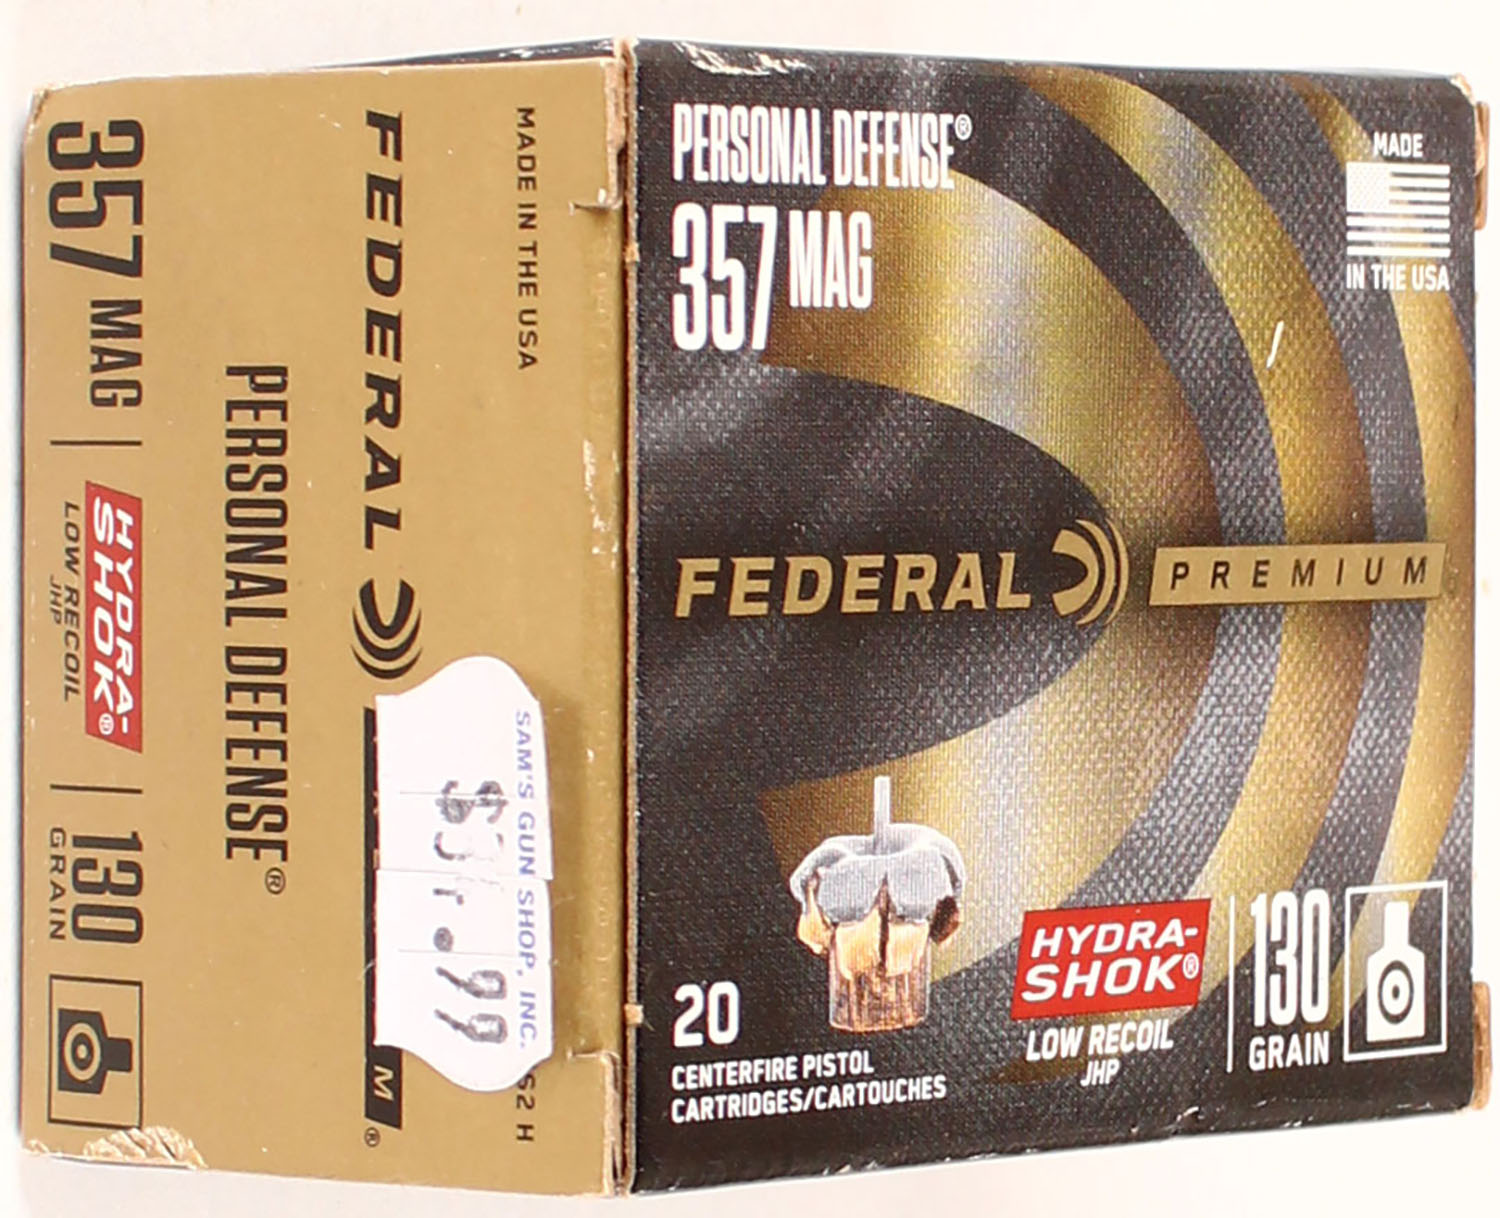 PERSONAL DEFENSE®
357 MAG
MADE
IN THE USA
FEDERAL PREMIUM
20
CENTERFIRE PISTOL
CARTRIDGES/CARTOUCHES
HYDRA-
SHOK®
LOW RECOIL
JHP
130
GRAIN
MADE IN THE USA
FEDERAL
M®
PERSONAL DEFENSE®
357 MAG
HYDRA-
SHOK®
LOW RECOIL
JHP
130
GRAIN
SAM'S GUN SHOP, INC.
S2 H